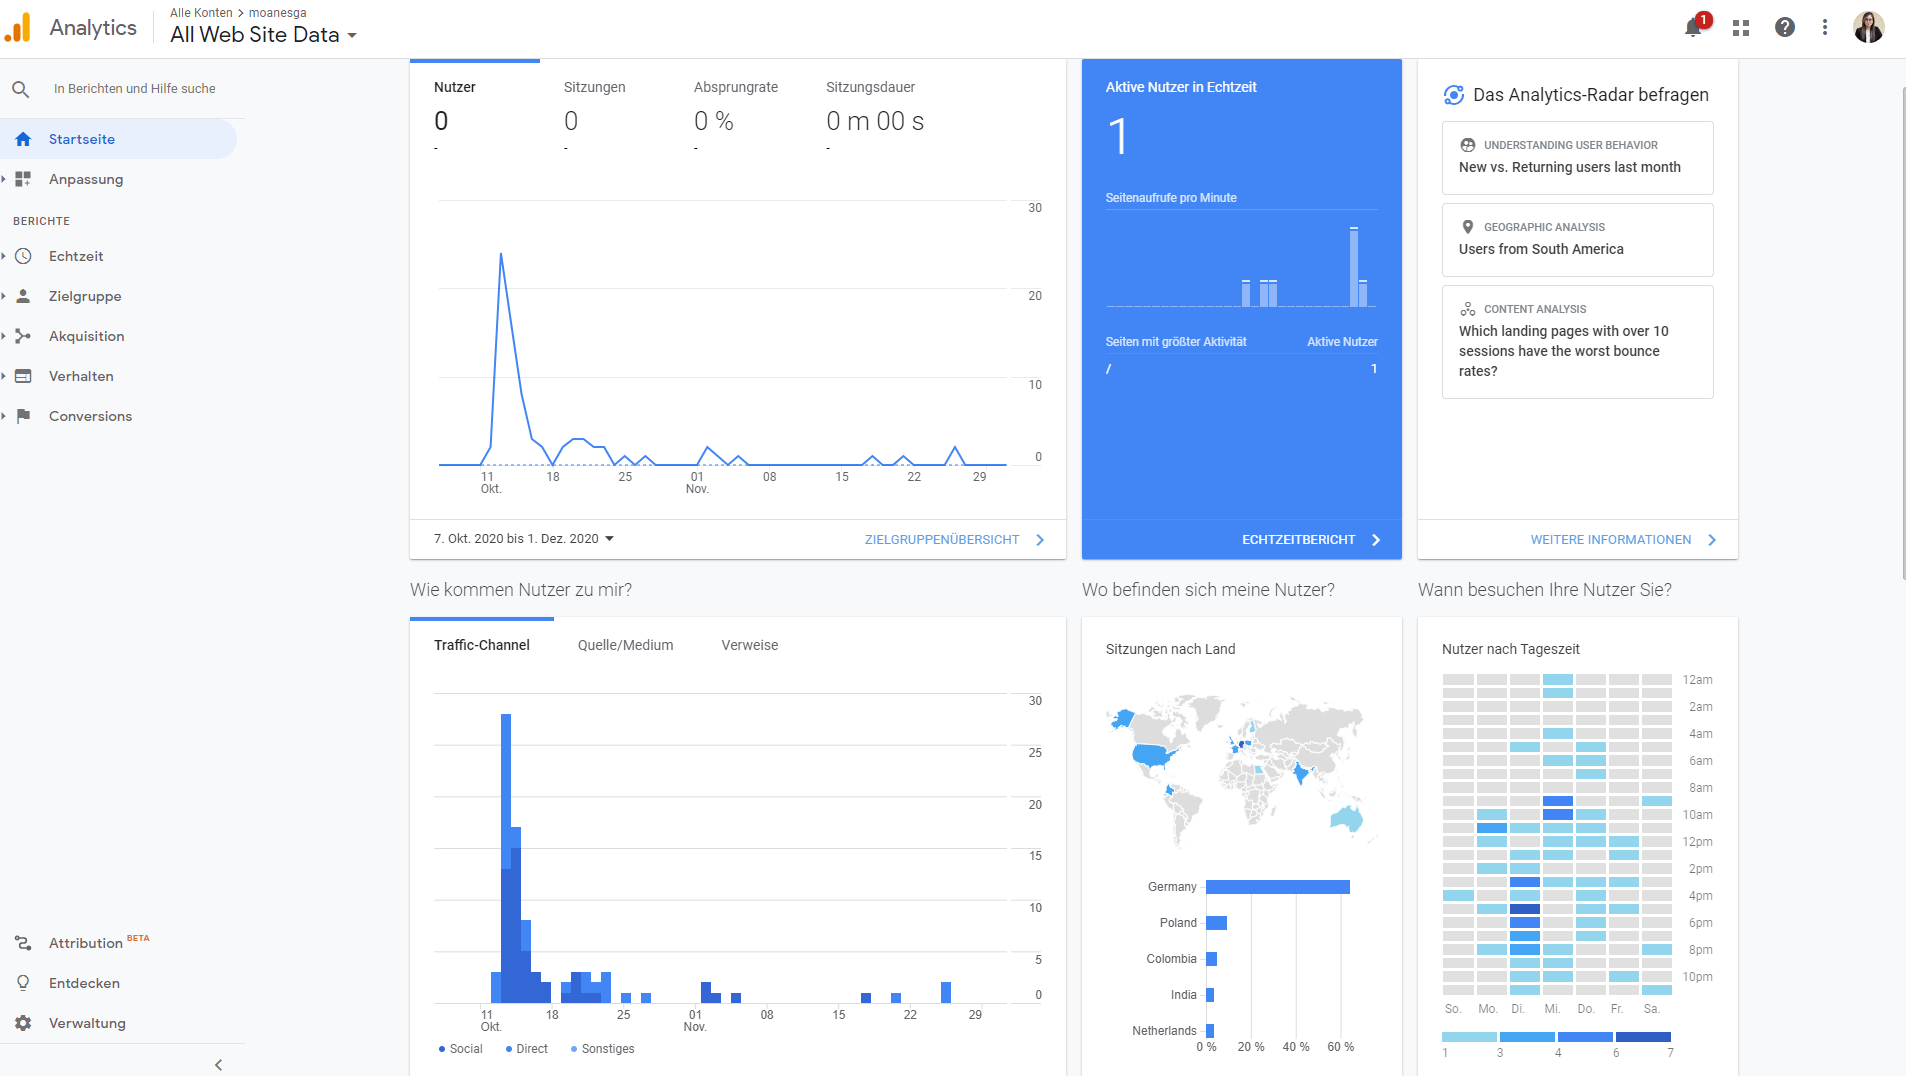 Analytics
Alle Konten > moanesga
All Web Site Data
1
In Berichten und Hilfe suche
Startseite
Anpassung
BERICHTE
Echtzeit
Zielgruppe
Akquisition
Verhalten
Conversions
Attribution BETA
Entdecken
Verwaltung
Nutzer Sitzungen Absprungrate Sitzungsdauer
0 0 0 % 0 m 00 s
- - - -
30
20
10
0
11 18 25 01 08 15 22 29
Okt. Nov.
7. Okt. 2020 bis 1. Dez. 2020
ZIELGRUPPENÜBERSICHT
Aktive Nutzer in Echtzeit
1
Seitenaufrufe pro Minute
Seiten mit größter Aktivität Aktive Nutzer
/ 1
ECHTZEITBERICHT
Das Analytics-Radar befragen
UNDERSTANDING USER BEHAVIOR
New vs. Returning users last month
GEOGRAPHIC ANALYSIS
Users from South America
CONTENT ANALYSIS
Which landing pages with over 10
sessions have the worst bounce
rates?
WEITERE INFORMATIONEN
Wie kommen Nutzer zu mir?
Traffic-Channel Quelle/Medium Verweise
30
25
20
15
10
5
0
11 18 25 01 08 15 22 29
Okt. Nov.
Social Direct Sonstiges
Wo befinden sich meine Nutzer?
Sitzungen nach Land
Germany
Poland
Colombia
India
Netherlands
0 % 20 % 40 % 60 %
Wann besuchen Ihre Nutzer Sie?
Nutzer nach Tageszeit
12am
2am
4am
6am
8am
10am
12pm
2pm
4pm
6pm
8pm
10pm
So. Mo. Di. Mi. Do. Fr. Sa.
1 3 4 6 7